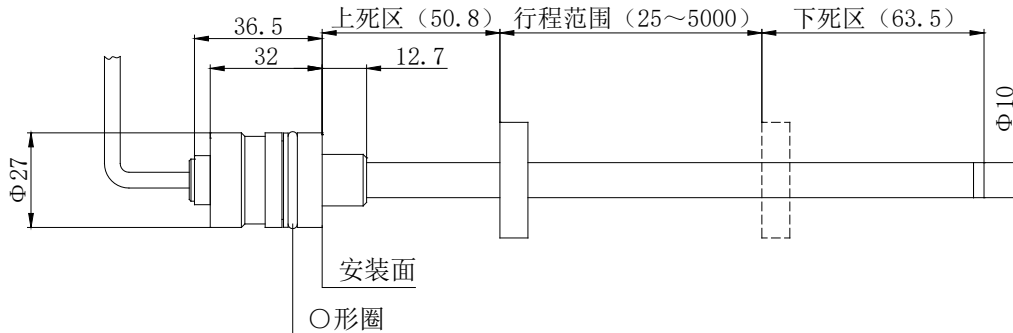 上死区（50.8）
行程范围（25～5000）
下死区（63.5）
36.5
32
12.7
Φ10
Φ27
安装面
○形圈